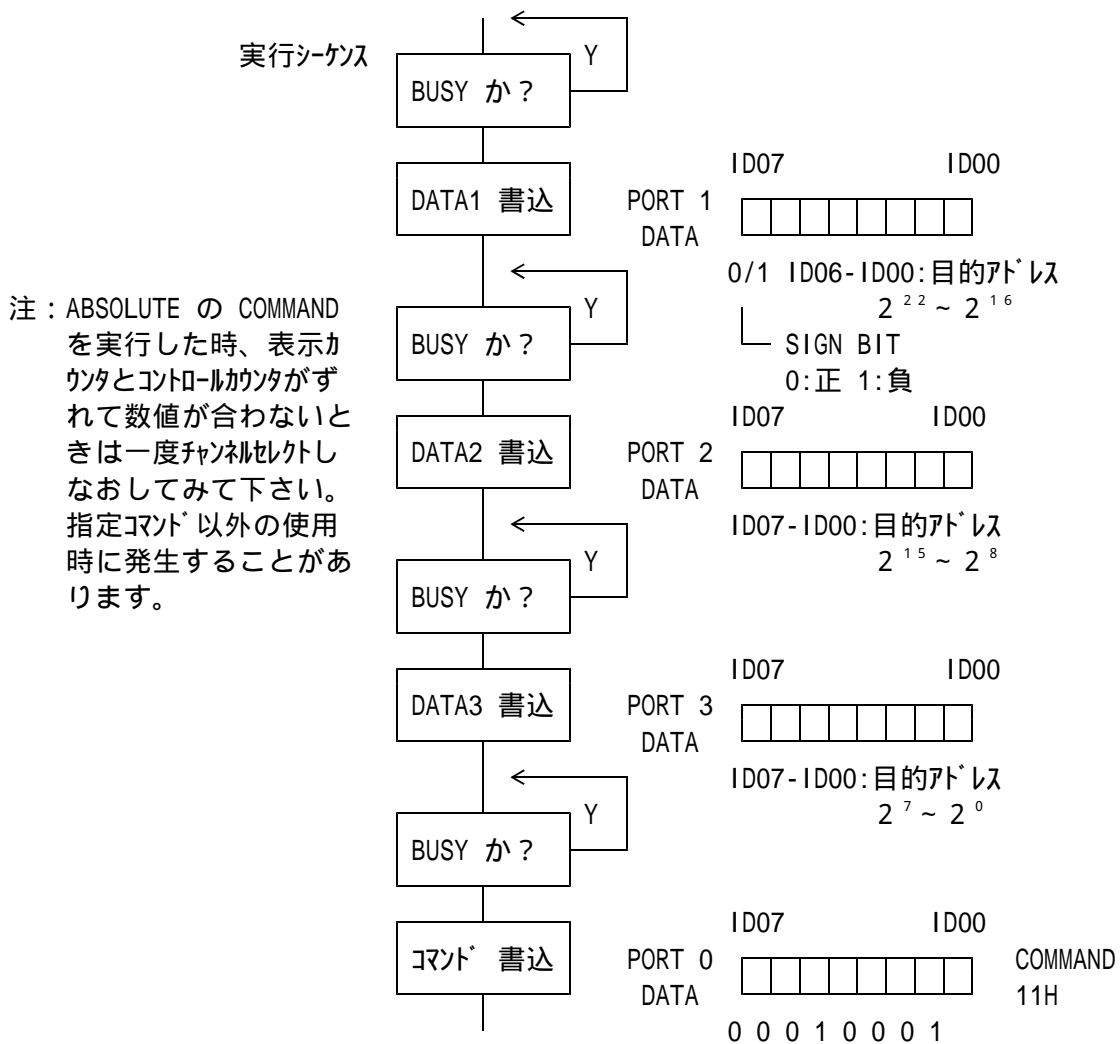 実行ｼｰｹﾝｽ
BUSY か？
Y
DATA1 書込
PORT 1
DATA
ID07 ID00
0/1 ID06-ID00:目的ｱﾄﾞﾚｽ
2²²～2¹⁶
SIGN BIT
0:正 1:負
注：ABSOLUTE の COMMAND
を実行した時、表示ｶ
ｳﾝﾀとｺﾝﾄﾛｰﾙｶｳﾝﾀがず
れて数値が合わないと
きは一度ﾁｬﾝﾈﾙｾﾚｸﾄし
なおしてみて下さい。
指定ｺﾏﾝﾄﾞ以外の使用
時に発生することがあ
ります。
BUSY か？
Y
DATA2 書込
PORT 2
DATA
ID07 ID00
ID07-ID00:目的ｱﾄﾞﾚｽ
2¹⁵～2⁸
BUSY か？
Y
DATA3 書込
PORT 3
DATA
ID07 ID00
ID07-ID00:目的ｱﾄﾞﾚｽ
2⁷～2⁰
BUSY か？
Y
ｺﾏﾝﾄﾞ 書込
PORT 0
DATA
ID07 ID00
0 0 0 1 0 0 0 1
COMMAND
11H